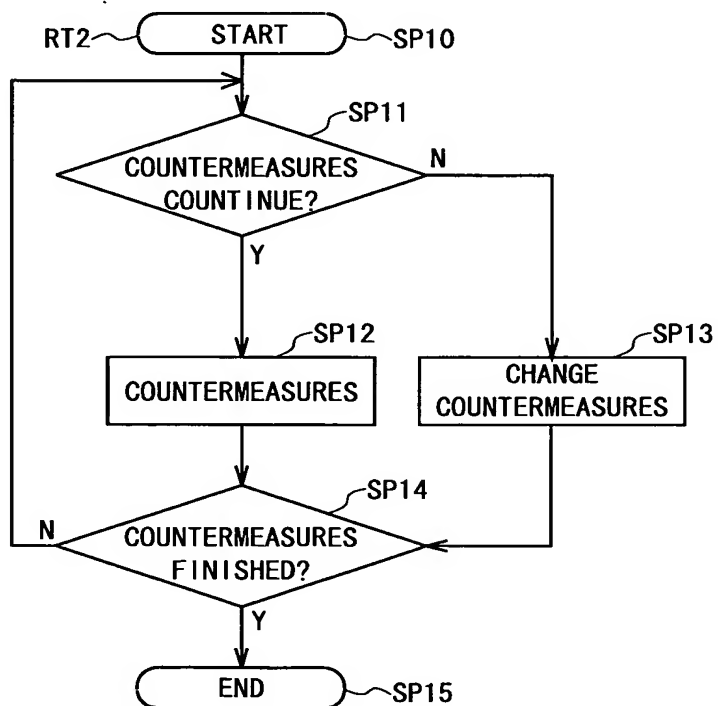 RT2 START SP10
SP11
COUNTERMEASURES
COUNTINUE?
N
Y
SP12
SP13
COUNTERMEASURES
CHANGE
COUNTERMEASURES
SP14
N
COUNTERMEASURES
FINISHED?
Y
END SP15